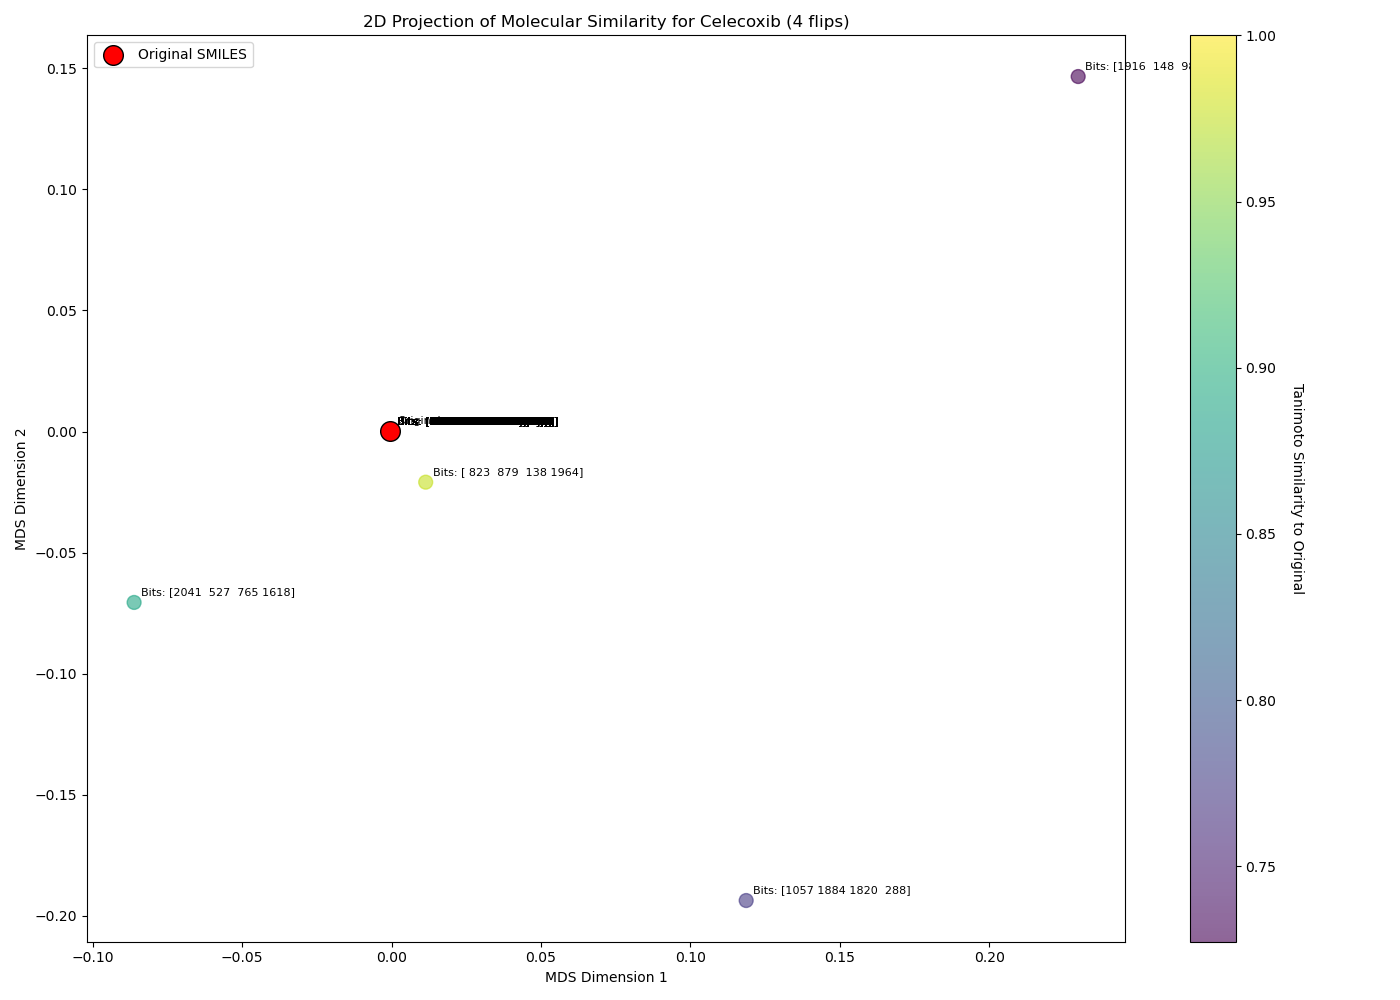 2D Projection of Molecular Similarity for Celecoxib (4 flips)
Original SMILES
Bits: [1916 148
Bits: [ 823 879 138 1964]
Bits: [2041 527 765 1618]
Bits: [1057 1884 1820 288]
0.15
0.10
0.05
0.00
−0.05
−0.10
−0.15
−0.20
MDS Dimension 2
−0.10
−0.05
0.00
0.05
0.10
0.15
0.20
MDS Dimension 1
1.00
0.95
0.90
0.85
0.80
0.75
Tanimoto Similarity to Original